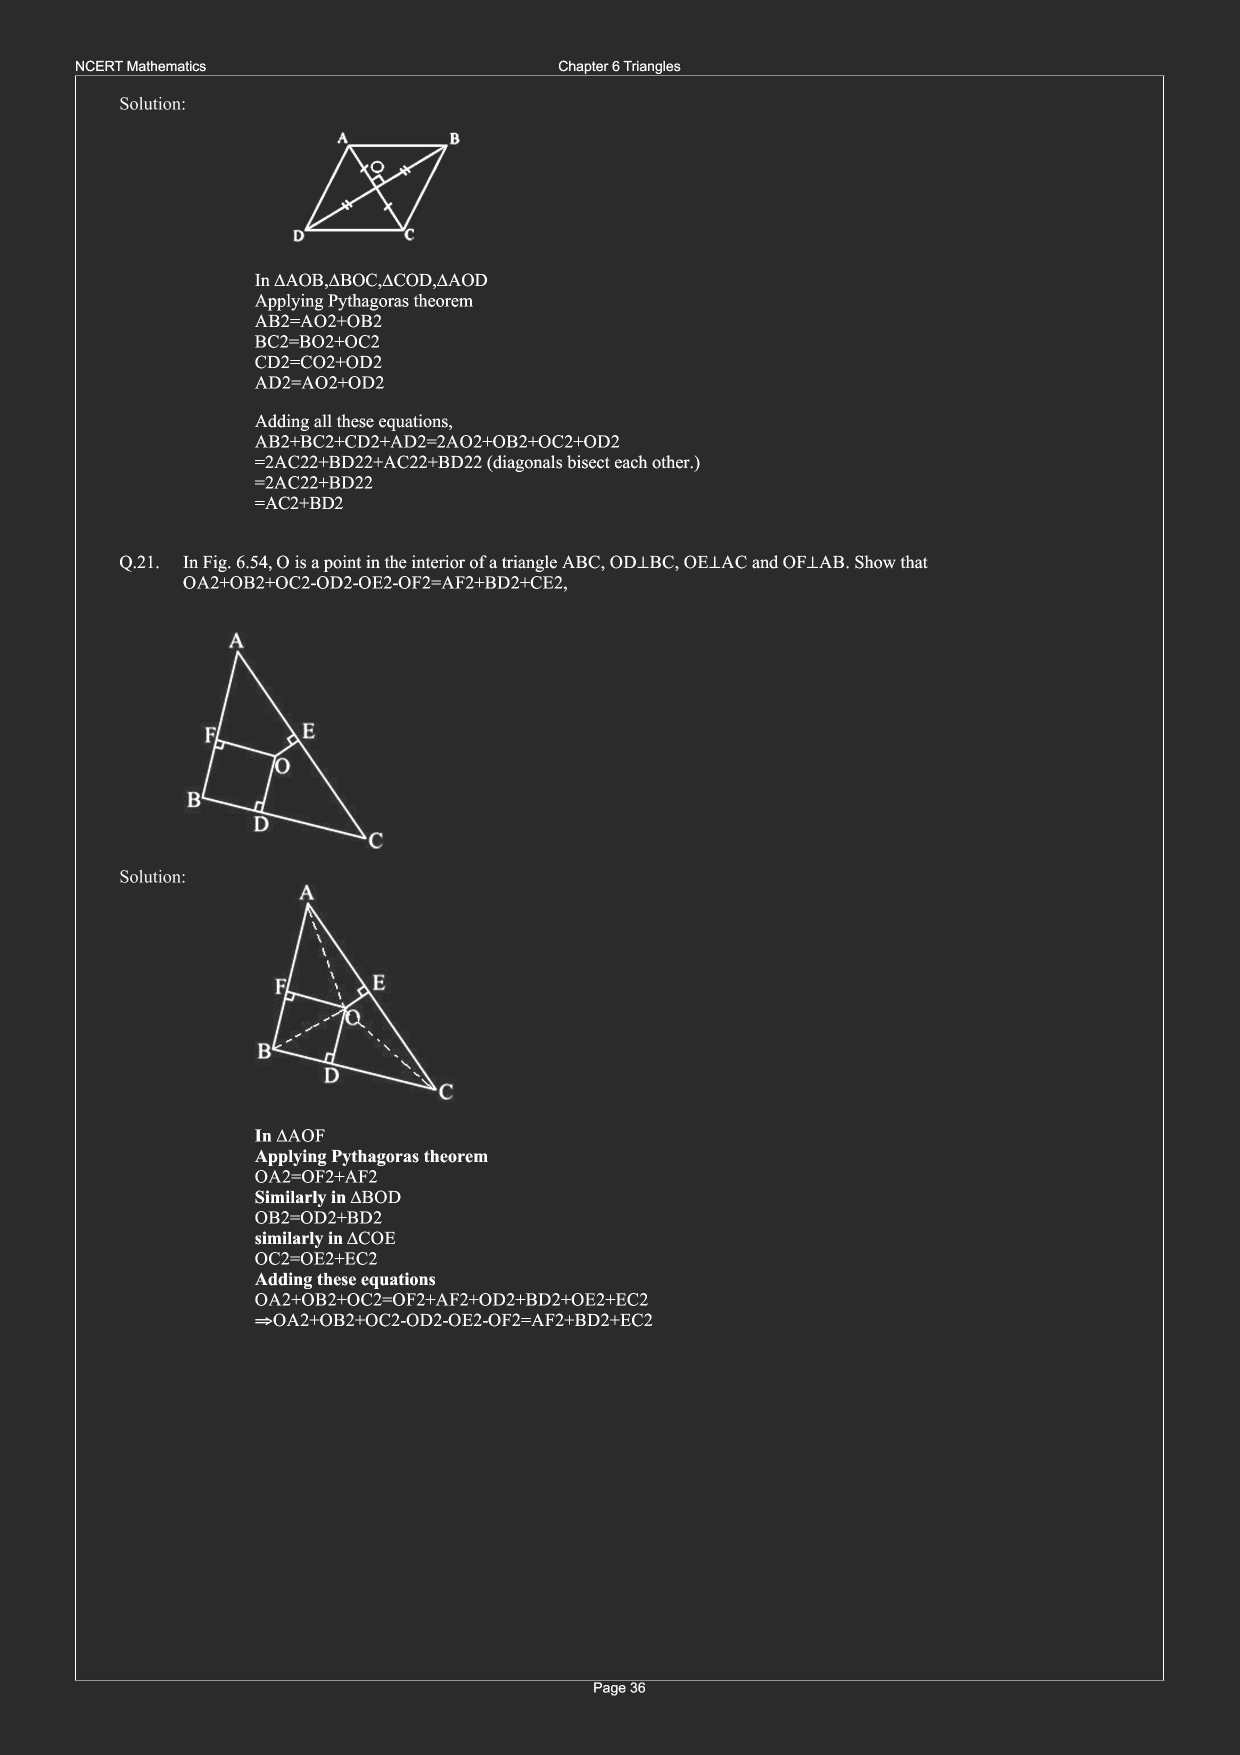 NCERT Mathematics Chapter 6 Triangles
Solution:
A B
O
D C
In ΔAOB,ΔBOC,ΔCOD,ΔAOD
Applying Pythagoras theorem
AB2=AO2+OB2
BC2=BO2+OC2
CD2=CO2+OD2
AD2=AO2+OD2
Adding all these equations,
AB2+BC2+CD2+AD2=2AO2+OB2+OC2+OD2
=2AC22+BD22+AC22+BD22 (diagonals bisect each other.)
=2AC22+BD22
=AC2+BD2
Q.21. In Fig. 6.54, O is a point in the interior of a triangle ABC, OD⊥BC, OE⊥AC and OF⊥AB. Show that
OA2+OB2+OC2-OD2-OE2-OF2=AF2+BD2+CE2,
A
F E
O
B
D
C
Solution:
A
F E
O
B
D
C
In ΔAOF
Applying Pythagoras theorem
OA2=OF2+AF2
Similarly in ΔBOD
OB2=OD2+BD2
similarly in ΔCOE
OC2=OE2+EC2
Adding these equations
OA2+OB2+OC2=OF2+AF2+OD2+BD2+OE2+EC2
⇒OA2+OB2+OC2-OD2-OE2-OF2=AF2+BD2+EC2
Page 36